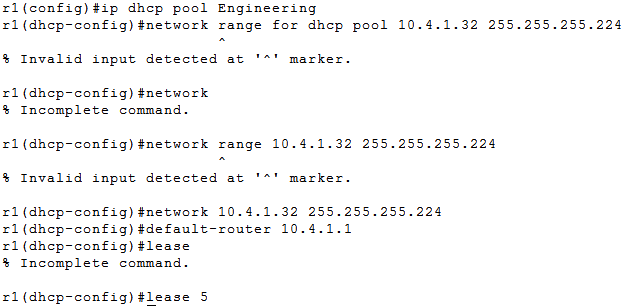 r1(config)#ip dhcp pool Engineering
r1(dhcp-config)#network range for dhcp pool 10.4.1.32 255.255.255.224
^
% Invalid input detected at '^' marker.
r1(dhcp-config)#network
% Incomplete command.
r1(dhcp-config)#network range 10.4.1.32 255.255.255.224
^
% Invalid input detected at '^' marker.
r1(dhcp-config)#network 10.4.1.32 255.255.255.224
r1(dhcp-config)#default-router 10.4.1.1
r1(dhcp-config)#lease
% Incomplete command.
r1(dhcp-config)#lease 5